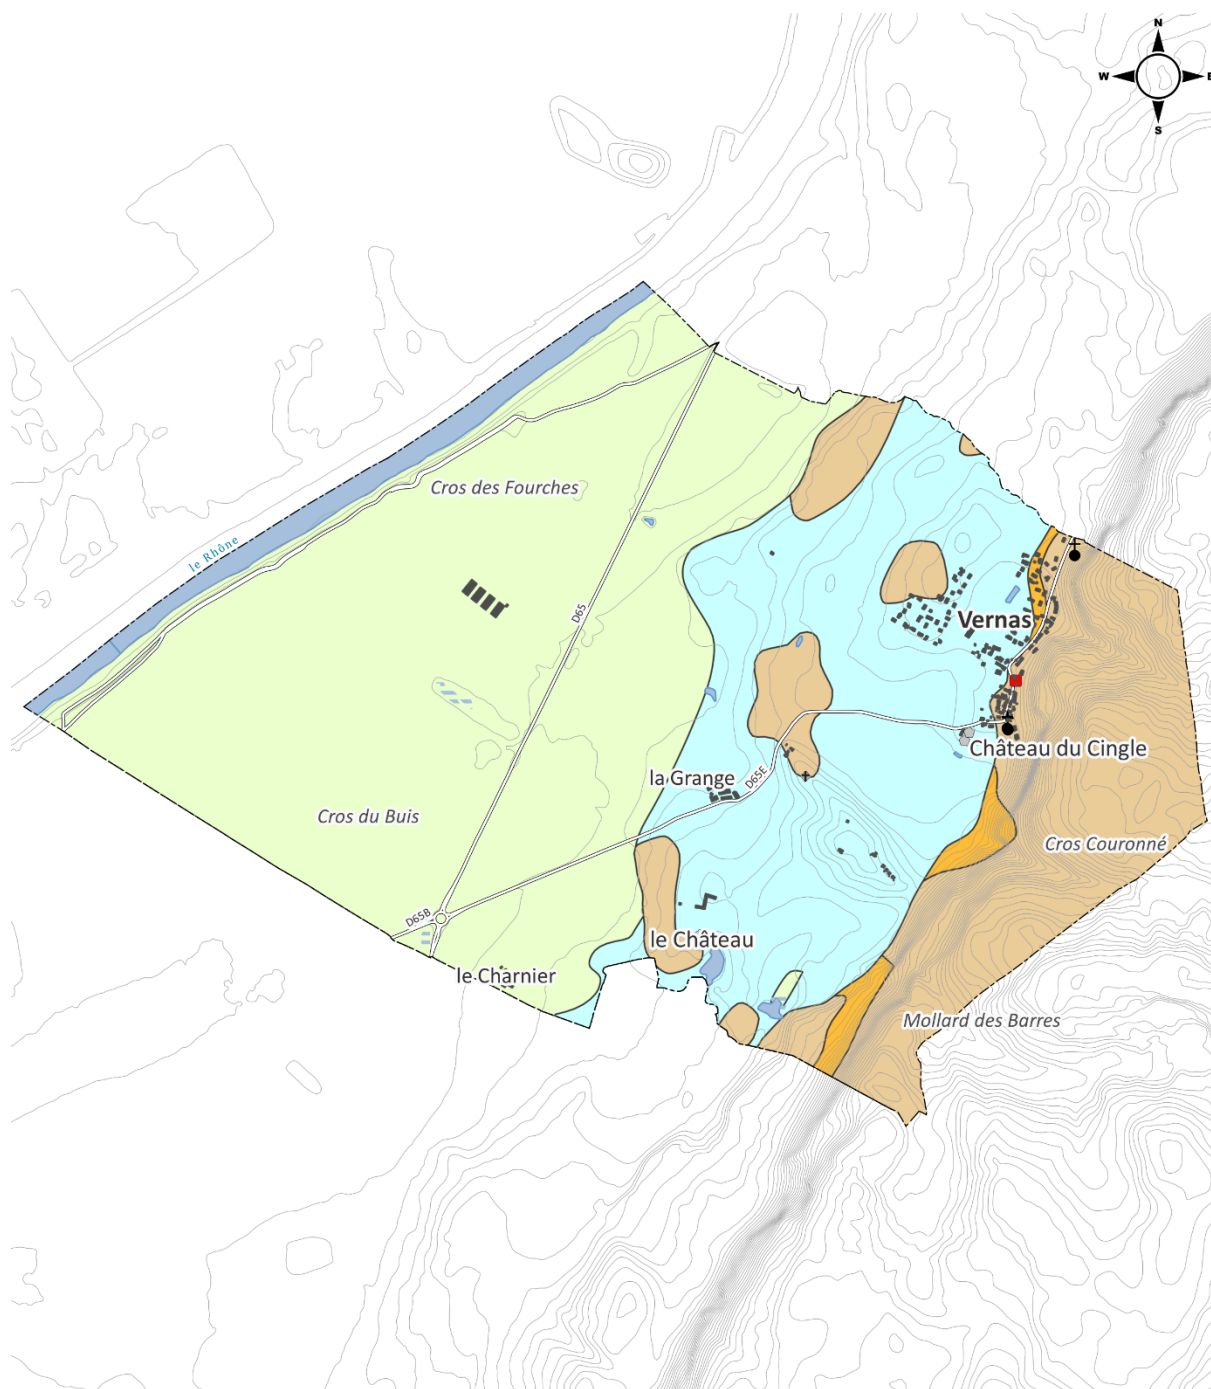 N
W
E
S
Cros des Fourches
le Rhône
D65
Vernas
Château du Cingle
la Grange
D65E
Cros du Buis
Cros Couronné
D65B
le Château
le Charnier
Mollard des Barres